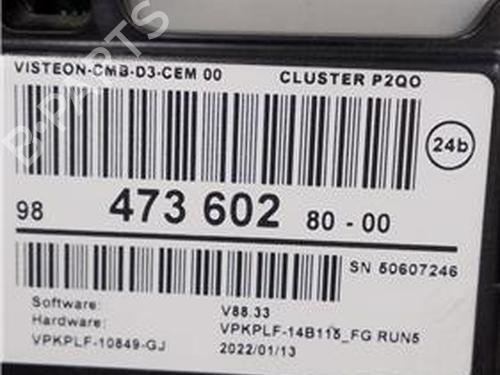 VISTEON-CMB-D3-CEM 00 CLUSTER P2QO
24b
98 473 602 80 - 00
SN 50607246
Software: V88.33
Hardware: VPKPLF-14B115_FG RUN5
VPKPLF-10849-GJ 2022/01/13